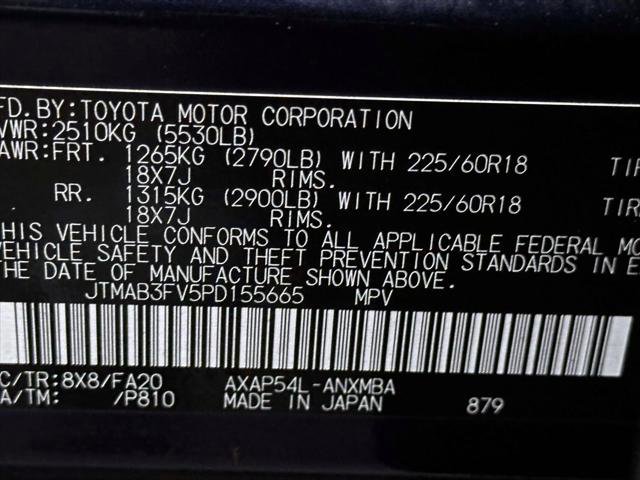 FD. BY: TOYOTA MOTOR CORPORATION
VWR: 2510KG (5530LB)
AWR: FRT. 1265KG (2790LB) WITH 225/60R18 TIR
18X7J RIMS.
RR. 1315KG (2900LB) WITH 225/60R18 TIR
18X7J RIMS.
HIS VEHICLE CONFORMS TO ALL APPLICABLE FEDERAL MO
VEHICLE SAFETY AND THEFT PREVENTION STANDARDS IN E
THE DATE OF MANUFACTURE SHOWN ABOVE.
JTMAB3FV5PD155665 MPV
C/TR: 8X8/FA20 AXAP54L-ANXMBA
A/TM: /P810 MADE IN JAPAN 879